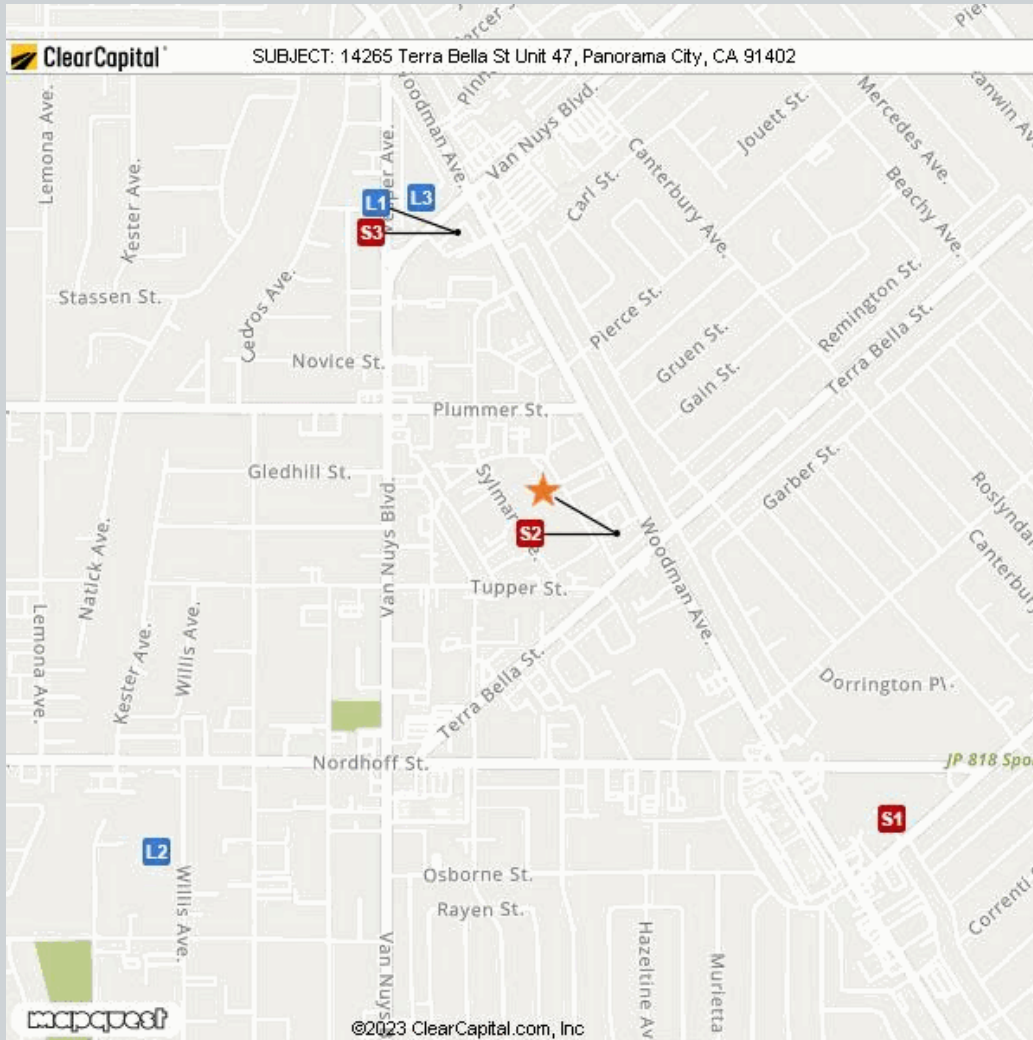 ClearCapital
SUBJECT: 14265 Terra Bella St Unit 47, Panorama City, CA 91402
Lemona Ave.
Kester Ave.
Woodman Ave.
Van Nuys Blvd.
Jouett St.
Mercedes Ave.
Canterbury Ave.
Carl St.
Beachy Ave.
L1
L3
S3
Stassen St.
Cedros Ave.
Pierce St.
Remington St.
Novice St.
Gruen St.
Gain St.
Terra Bella St.
Plummer St.
Gledhill St.
Garber St.
Van Nuys Blvd.
S2
Natick Ave.
Woodman Ave.
Tupper St.
Lemona Ave.
Kester Ave.
Willis Ave.
Terra Bella St.
Dorrington Pl.
Nordhoff St.
JP 818
S1
L2
Willis Ave.
Osborne St.
Rayen St.
Van Nuys
Hazeltine Av
Murietta
mapquest
©2023 ClearCapital.com, Inc